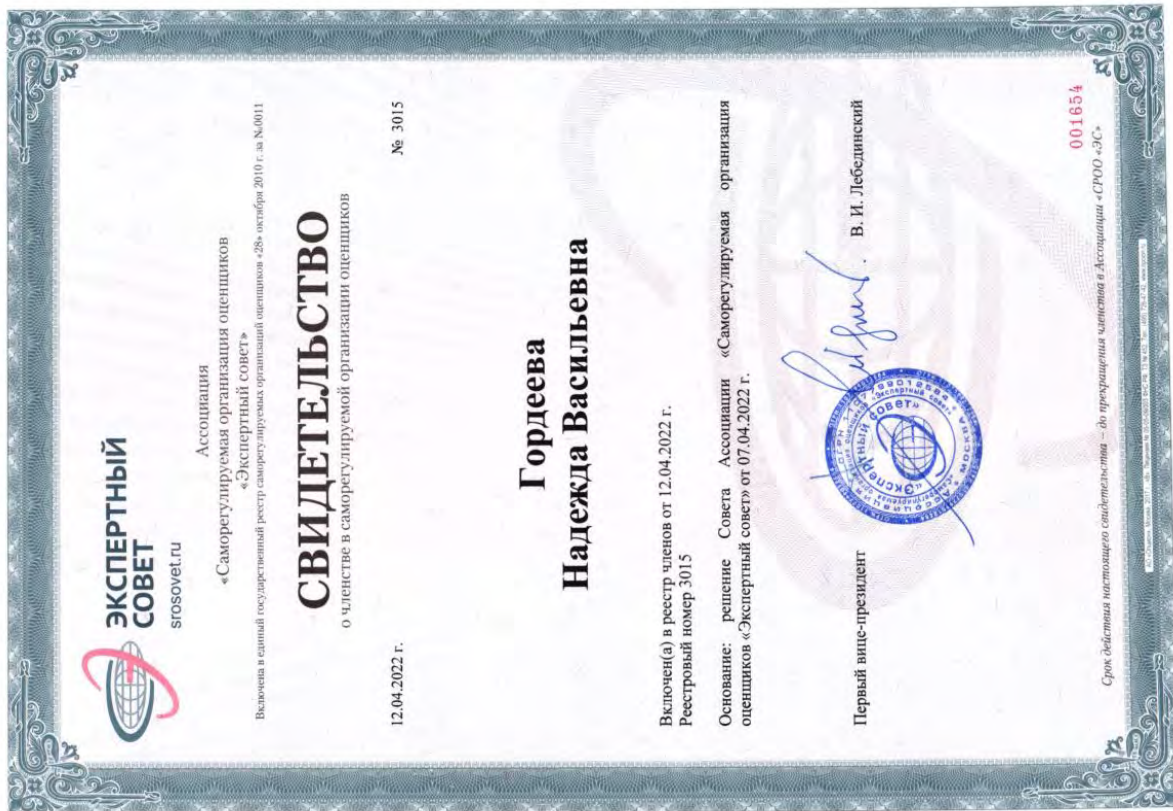 ЭКСПЕРТНЫЙ
СОВЕТ
srosovet.ru
Ассоциация
«Саморегулируемая организация оценщиков
«Экспертный совет»
Включена в единый государственный реестр саморегулируемых организаций оценщиков «28» октября 2010 г. за №0011
СВИДЕТЕЛЬСТВО
о членстве в саморегулируемой организации оценщиков
12.04.2022 г. № 3015
Гордеева
Надежда Васильевна
Включен(а) в реестр членов от 12.04.2022 г.
Реестровый номер 3015
Основание: решение Совета Ассоциации «Саморегулируемая организация
оценщиков «Экспертный совет» от 07.04.2022 г.
Первый вице-президент В. И. Лебединский
«Экспертный совет»
МОСКВА
001654
Срок действия настоящего свидетельства – до прекращения членства в Ассоциации «СРОО «ЭС»